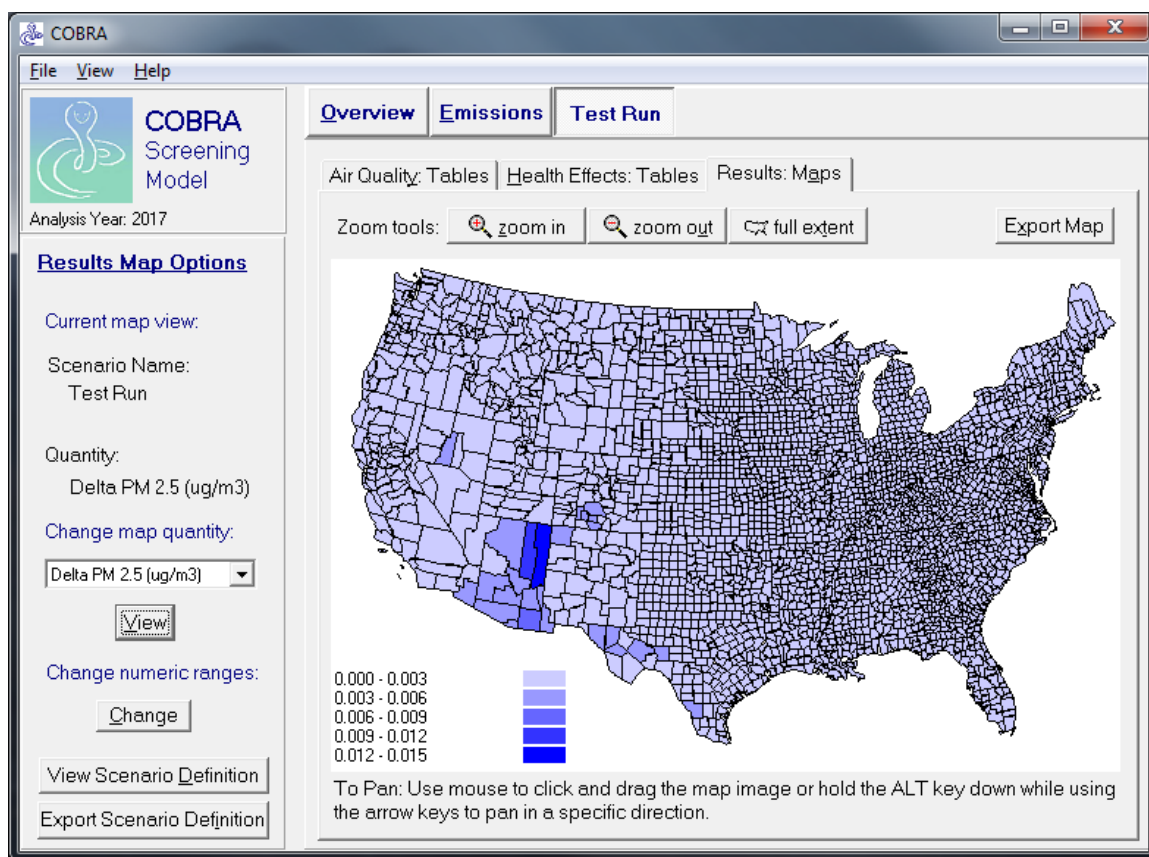 COBRA
File View Help
COBRA
Screening
Model
Analysis Year: 2017
Results Map Options
Current map view:
Scenario Name:
Test Run
Quantity:
Delta PM 2.5 (ug/m3)
Change map quantity:
Delta PM 2.5 (ug/m3)
View
Change numeric ranges:
Change
View Scenario Definition
Export Scenario Definition
Overview Emissions Test Run
Air Quality: Tables Health Effects: Tables Results: Maps
Zoom tools: zoom in zoom out full extent Export Map
0.000 - 0.003
0.003 - 0.006
0.006 - 0.009
0.009 - 0.012
0.012 - 0.015
To Pan: Use mouse to click and drag the map image or hold the ALT key down while using
the arrow keys to pan in a specific direction.